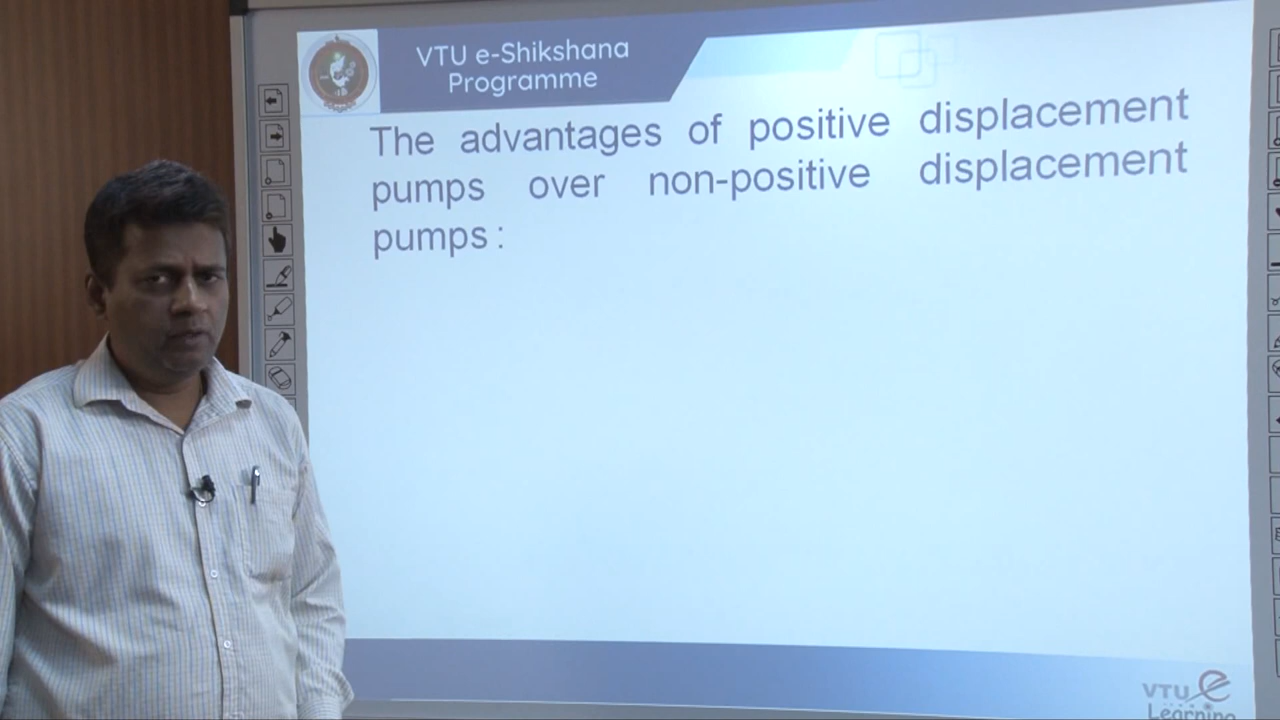 VTU e-Shikshana
Programme
The advantages of positive displacement
pumps over non-positive displacement
pumps :
VTU e
Learning